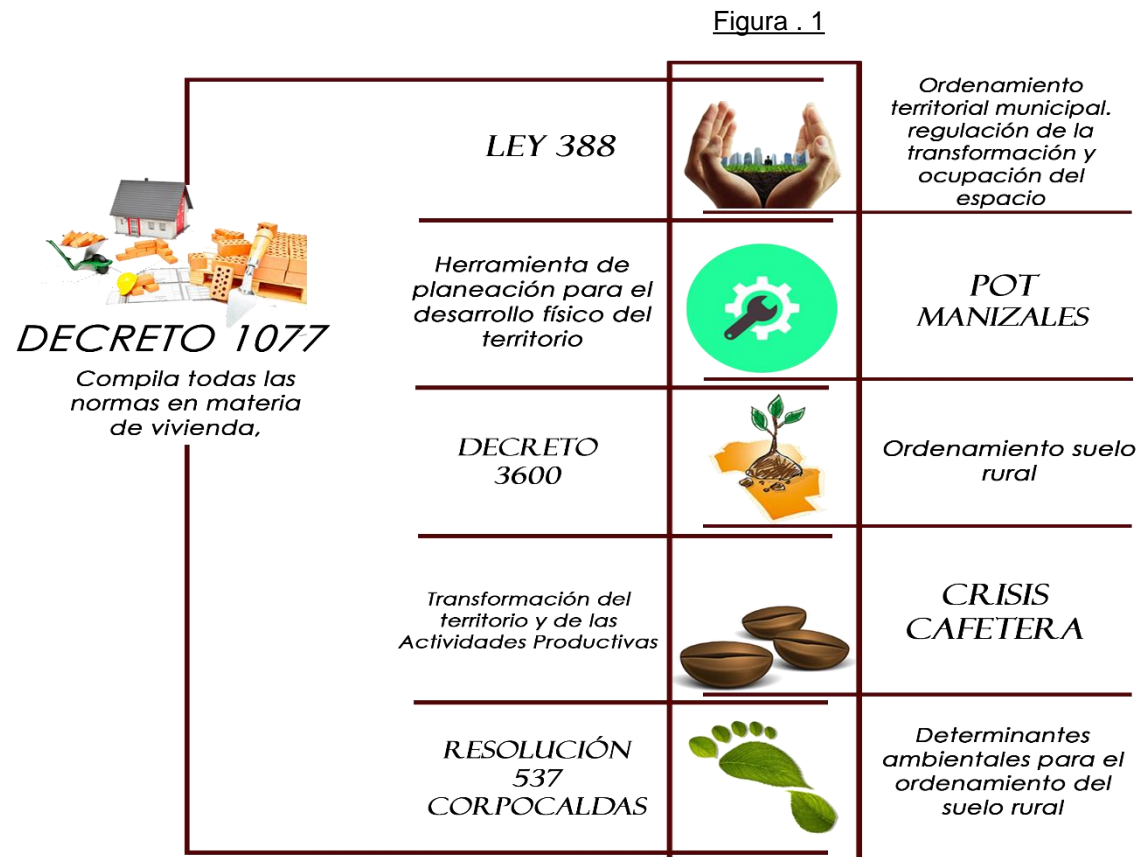 Figura . 1
DECRETO 1077
Compila todas las
normas en materia
de vivienda,
LEY 388
Ordenamiento
territorial municipal.
regulación de la
transformación y
ocupación del
espacio
Herramienta de
planeación para el
desarrollo físico del
territorio
POT
MANIZALES
DECRETO
3600
Ordenamiento suelo
rural
Transformación del
territorio y de las
Actividades Productivas
CRISIS
CAFETERA
RESOLUCIÓN
537
CORPOCALDAS
Determinantes
ambientales para el
ordenamiento del
suelo rural